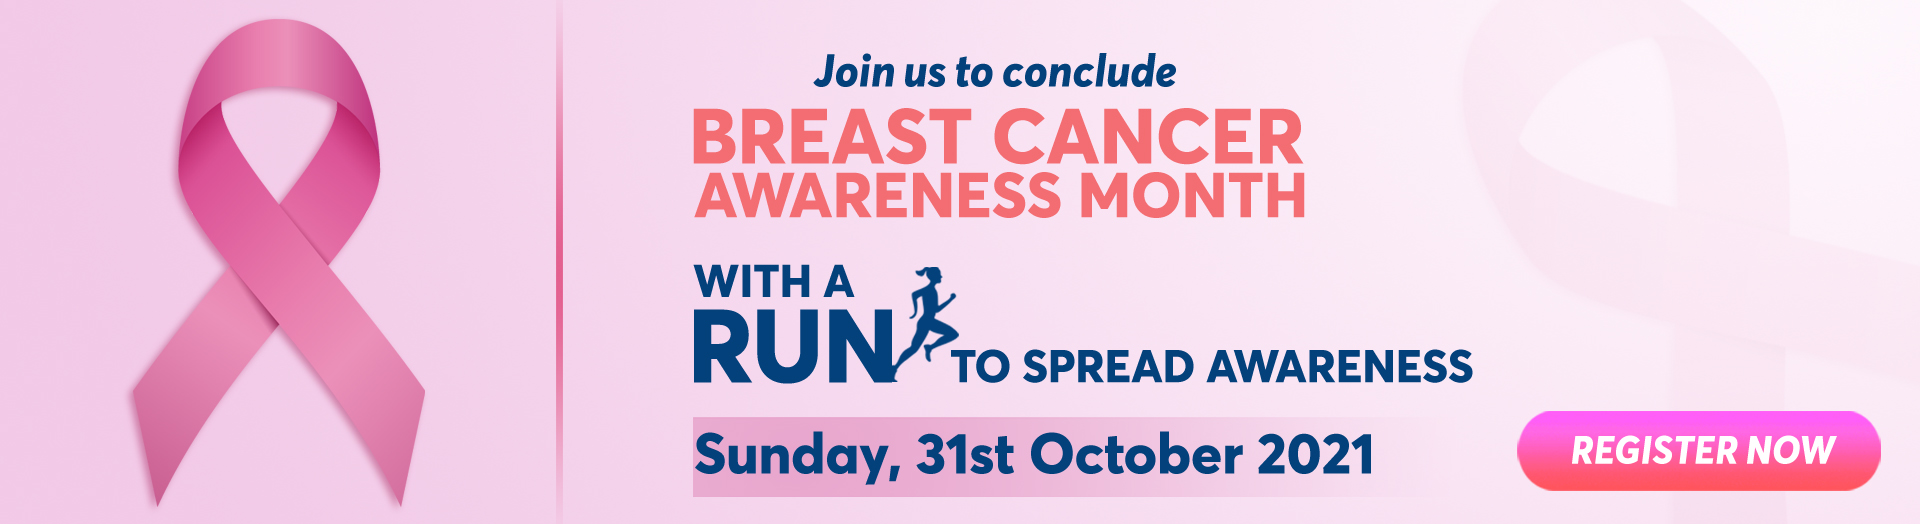 Join us to conclude
BREAST CANCER
AWARENESS MONTH
WITH A
RUN TO SPREAD AWARENESS
Sunday, 31st October 2021
REGISTER NOW